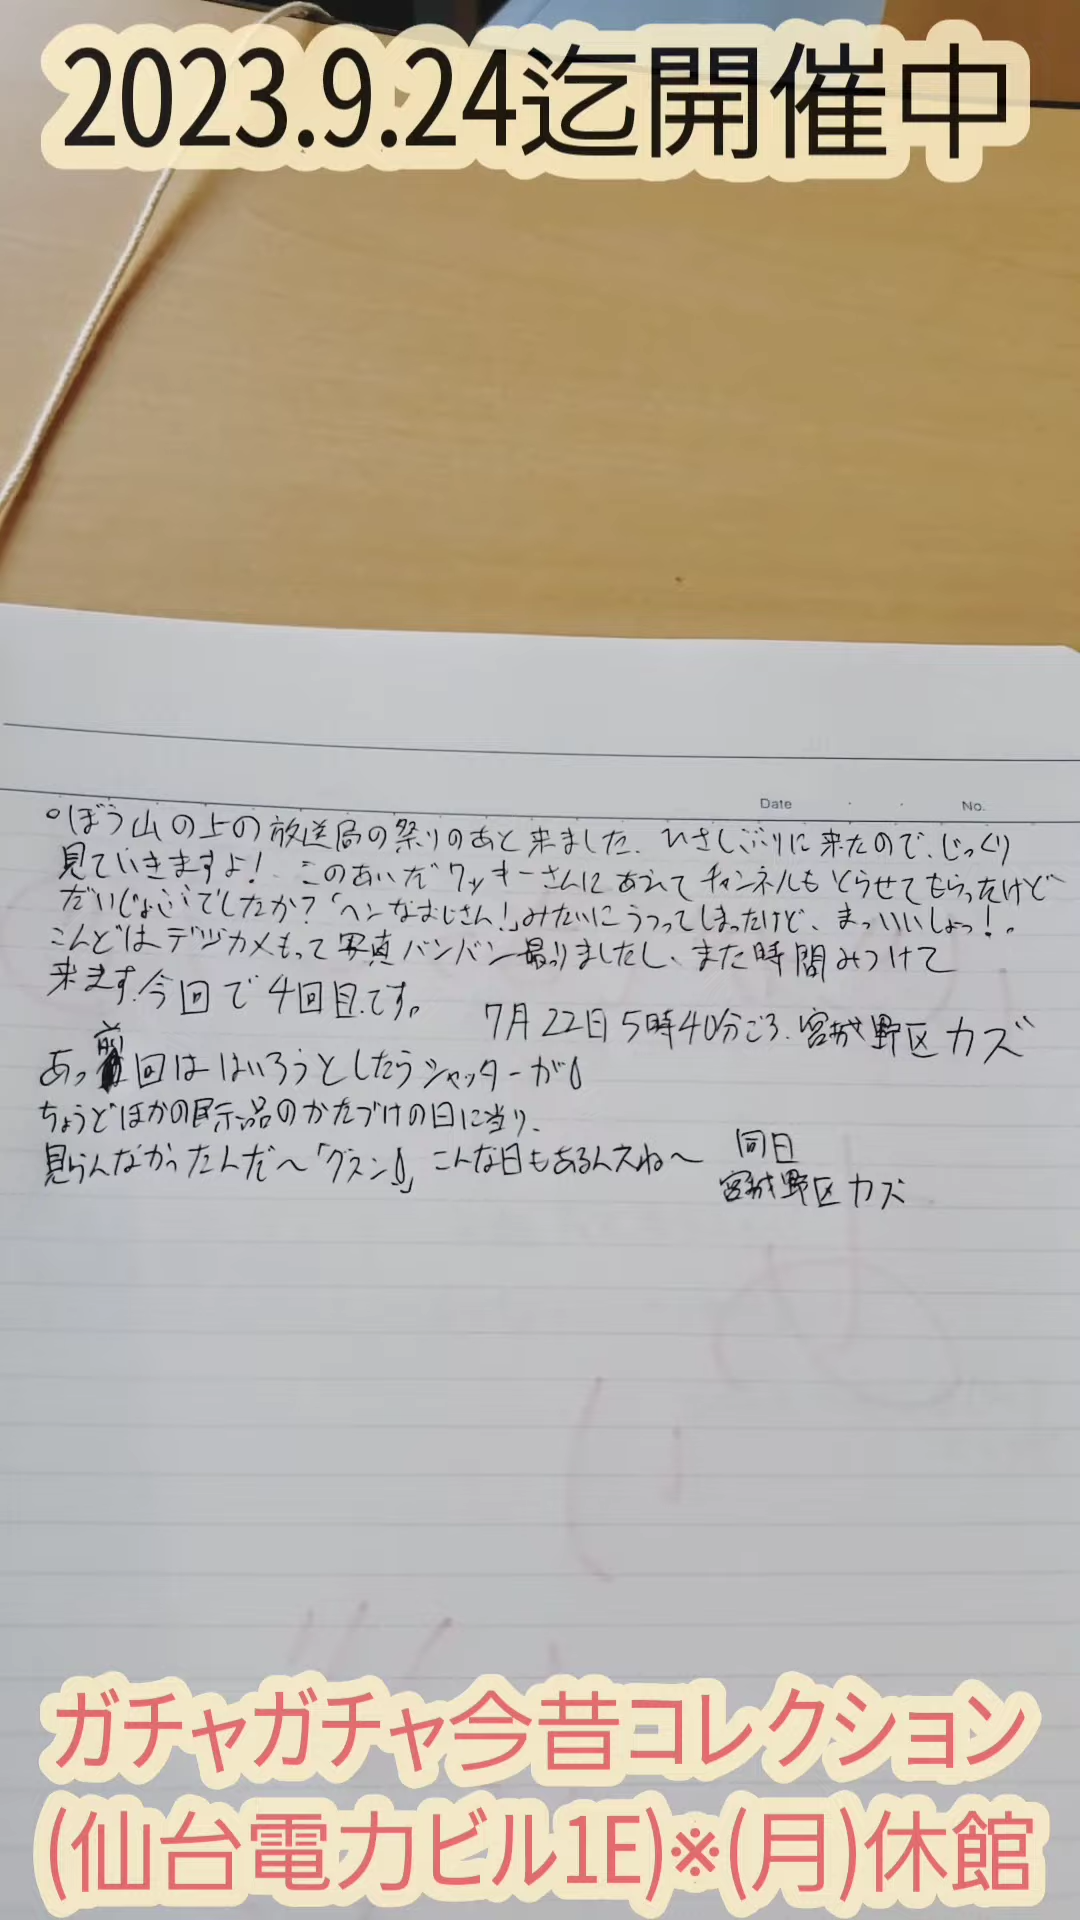 2023.9.24迄開催中
Date No.
°ぼう山の上の放送局の祭りのあと来ました、ひさしぶりに来たので、じっくり
見ていきますよ！このあいだワッキーさんにあえてチャンネルもとらせてもらったけど
だいじょぶでしたか？「ヘンなおじさん！」みたいにうつってしまったけど、まっいいしょっ！。
こんどはデジカメもって写真バンバン撮りましたし、また時間みつけて
来ます。今回で4回目です。
7月22日5時40分ごろ、宮城野区カズ
あっ前回ははいろうとしたらシャッターが
ちょうどほかの展示品のかたづけの日に当り、
見らんなかったんだ〜「グスン」こんな日もあるんスね〜
同日
宮城野区カズ
ガチャガチャ今昔コレクション
(仙台電力ビル1E)※(月)休館